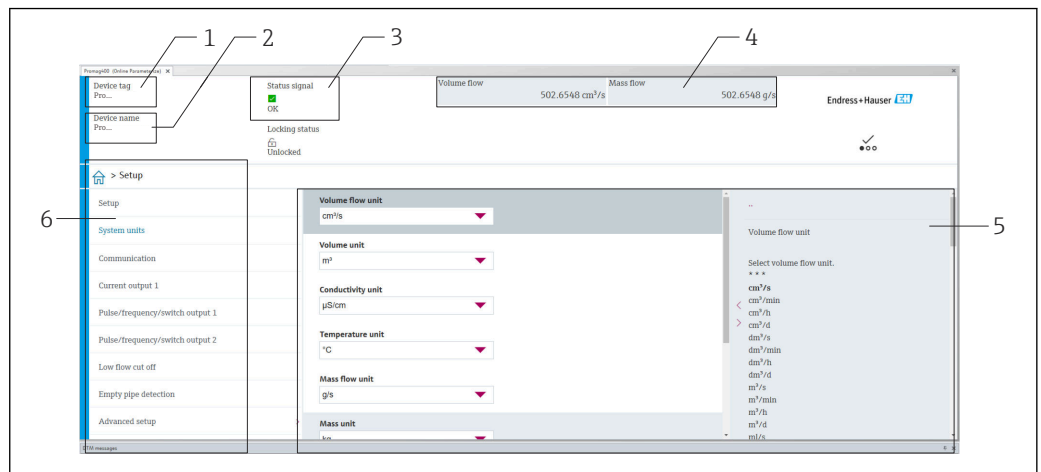 1
2
3
4
Promag400 (Online Parameterize) x
Device tag
Pro...
Status signal
OK
Volume flow
502.6548 cm³/s
Mass flow
502.6548 g/s
Endress+Hauser EH
Device name
Pro...
Locking status
Unlocked
> Setup
6
5
Setup
System units
Communication
Current output 1
Pulse/frequency/switch output 1
Pulse/frequency/switch output 2
Low flow cut off
Empty pipe detection
Advanced setup
>
Volume flow unit
cm³/s
Volume unit
m³
Conductivity unit
µS/cm
Temperature unit
°C
Mass flow unit
g/s
Mass unit
kg
..
Volume flow unit
Select volume flow unit.
* * *
cm³/s
cm³/min
cm³/h
cm³/d
dm³/s
dm³/min
dm³/h
dm³/d
m³/s
m³/min
m³/h
m³/d
ml/s
DTM messages